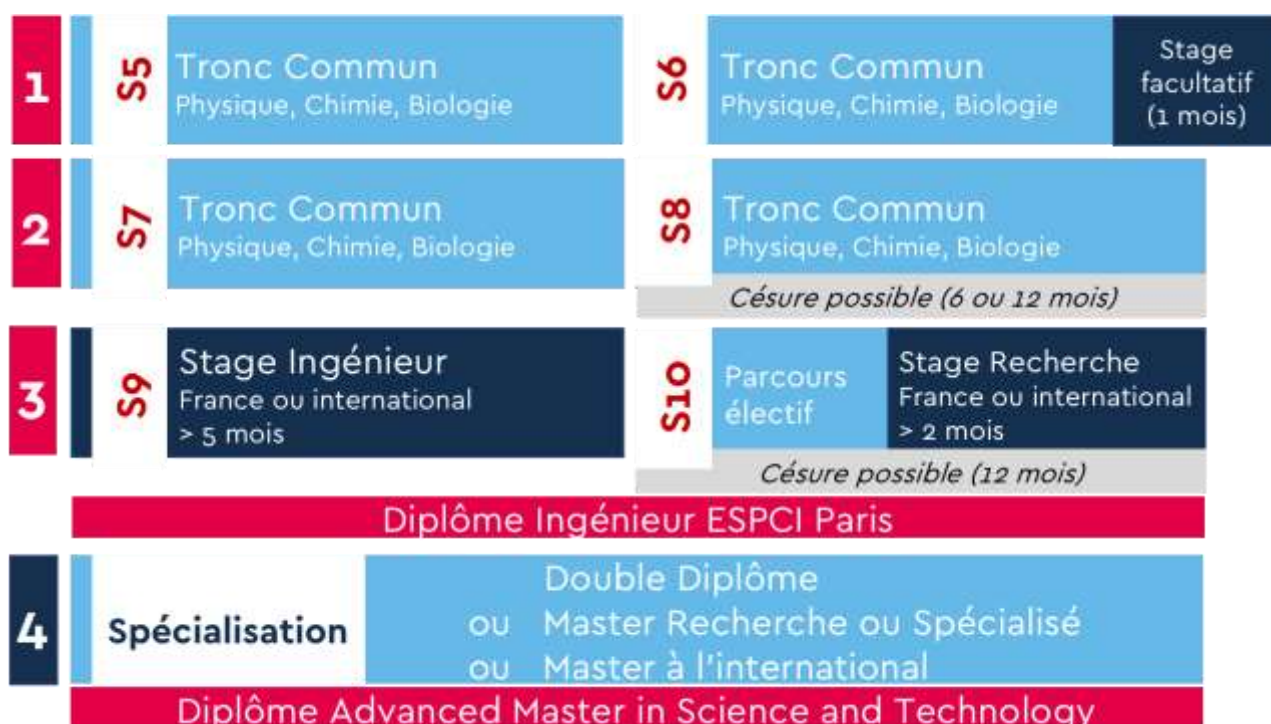 1
S5
Tronc Commun
Physique, Chimie, Biologie
S6
Tronc Commun
Physique, Chimie, Biologie
Stage
facultatif
(1 mois)
2
S7
Tronc Commun
Physique, Chimie, Biologie
S8
Tronc Commun
Physique, Chimie, Biologie
Césure possible (6 ou 12 mois)
3
S9
Stage Ingénieur
France ou international
> 5 mois
S10
Parcours
électif
Stage Recherche
France ou international
> 2 mois
Césure possible (12 mois)
Diplôme Ingénieur ESPCI Paris
4
Spécialisation
Double Diplôme
ou Master Recherche ou Spécialisé
ou Master à l'international
Diplôme Advanced Master in Science and Technology